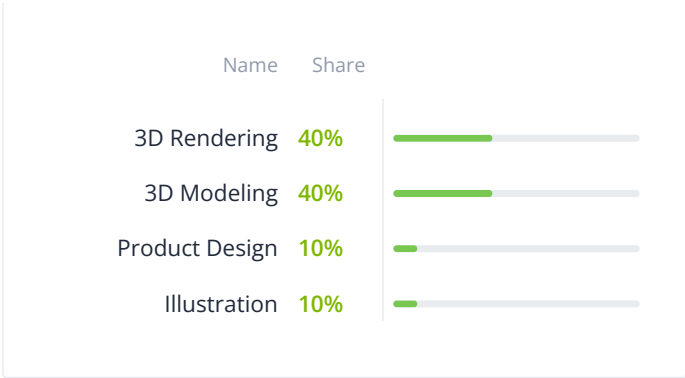 Name Share
3D Rendering 40%
3D Modeling 40%
Product Design 10%
Illustration 10%